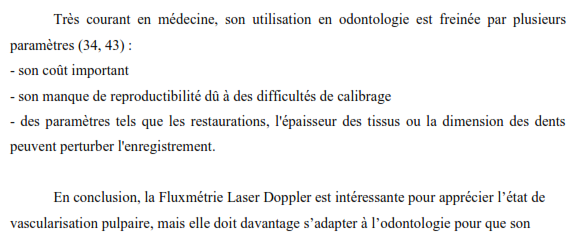 Très courant en médecine, son utilisation en odontologie est freinée par plusieurs
paramètres (34, 43) :
- son coût important
- son manque de reproductibilité dû à des difficultés de calibrage
- des paramètres tels que les restaurations, l'épaisseur des tissus ou la dimension des dents
peuvent perturber l'enregistrement.
En conclusion, la Fluxmétrie Laser Doppler est intéressante pour apprécier l’état de
vascularisation pulpaire, mais elle doit davantage s’adapter à l’odontologie pour que son